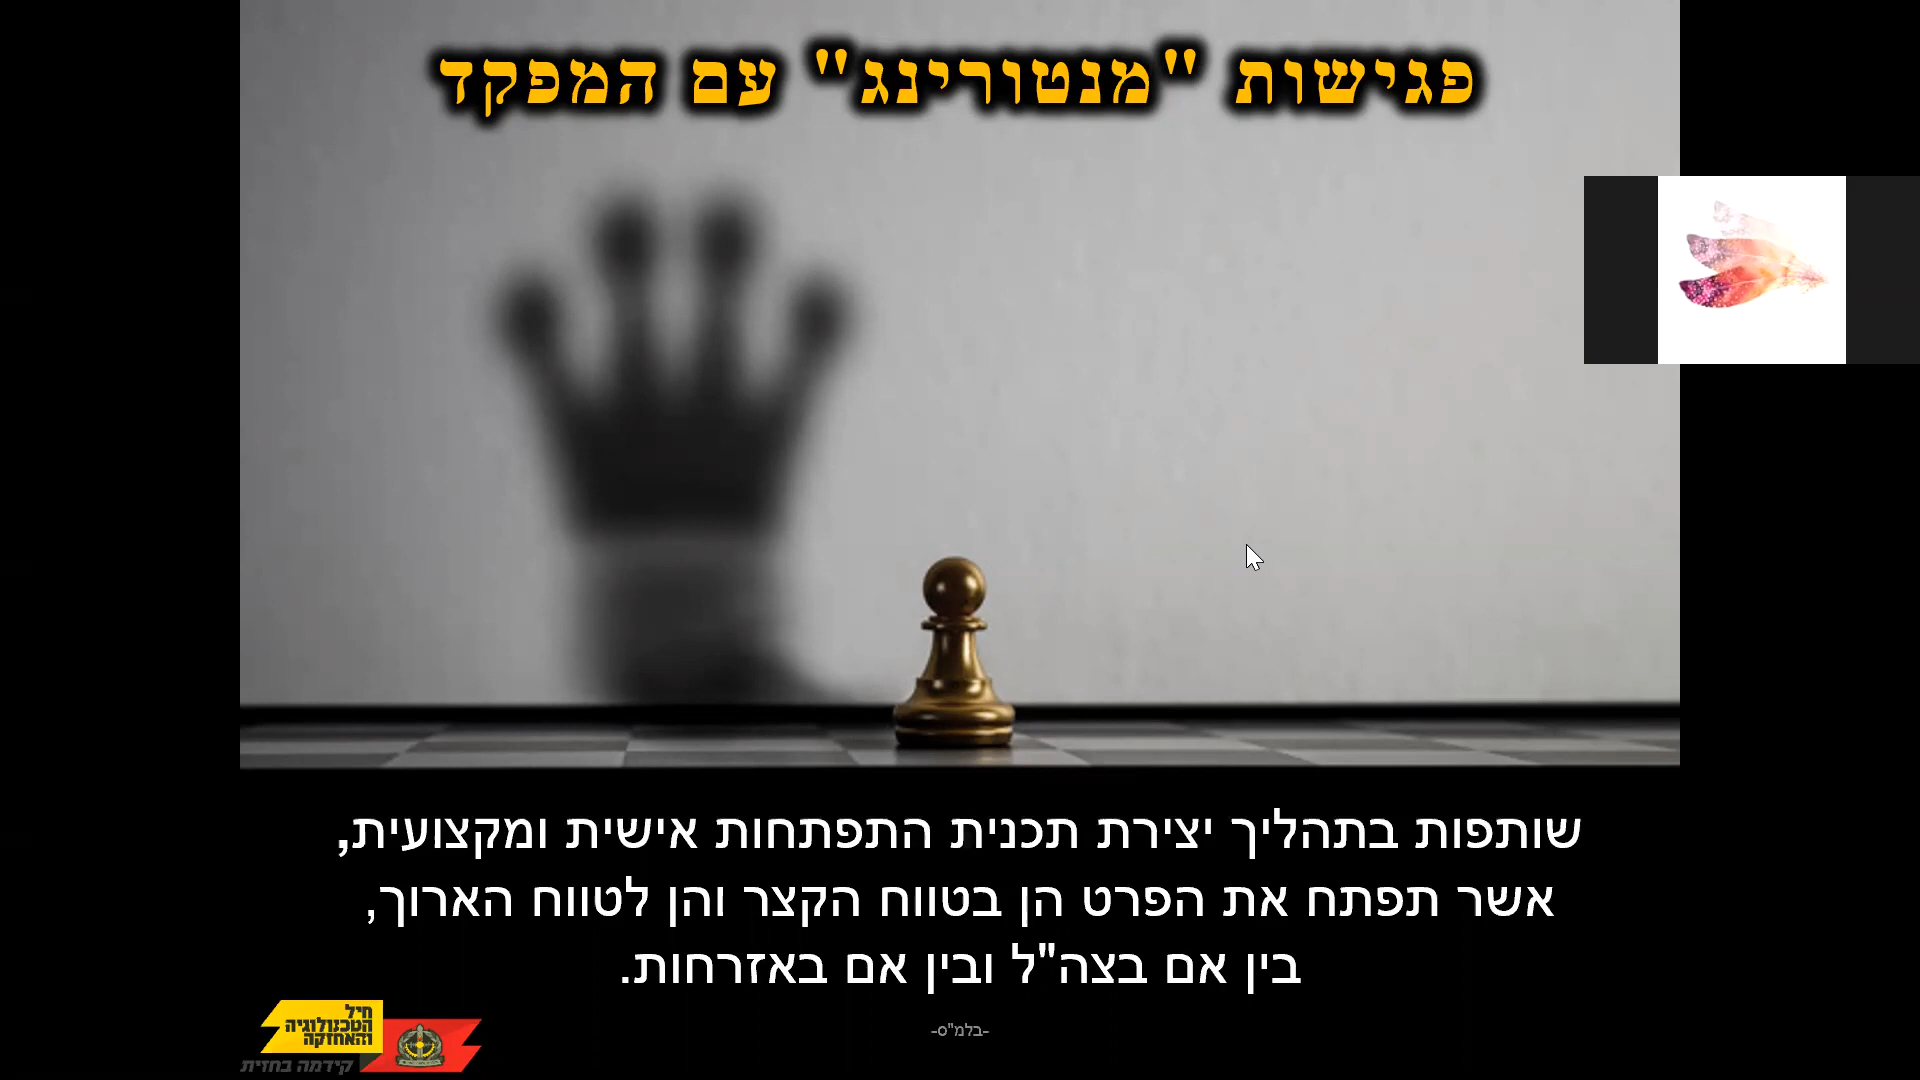 פגישות "מנטורינג" עם המפקד
שותפות בתהליך יצירת תכנית התפתחות אישית ומקצועית,
אשר תפתח את הפרט הן בטווח הקצר והן לטווח הארוך,
בין אם בצה"ל ובין אם באזרחות.
-בלמ"ס-
חיל
הטכנולוגיה
והאחזקה
קידמה בחזית